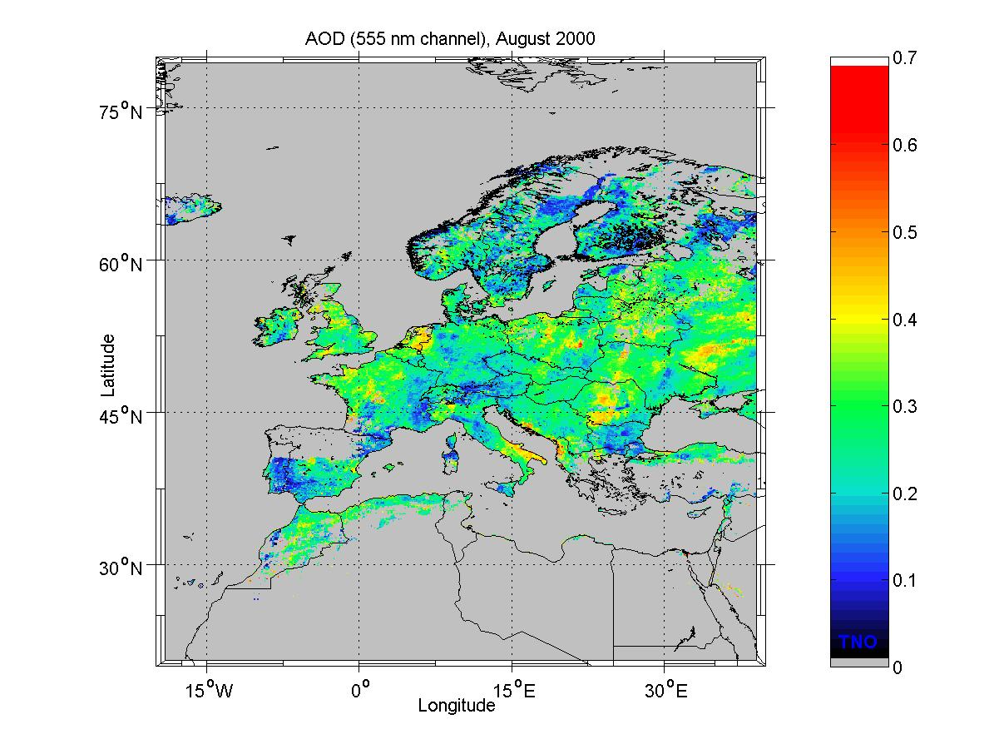 AOD (555 nm channel), August 2000
0.7
75°N
0.6
0.5
60°N
0.4
Latitude
0.3
45°N
0.2
30°N
0.1
TNO
0
15°W
0°
15°E
30°E
Longitude